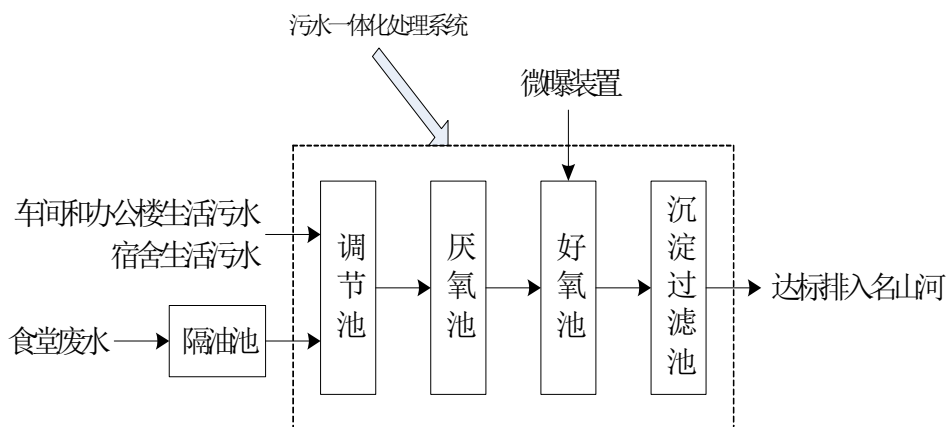 污水一体化处理系统
微曝装置
车间和办公楼生活污水
宿舍生活污水
食堂废水
隔油池
调节池
厌氧池
好氧池
沉淀过滤池
达标排入名山河